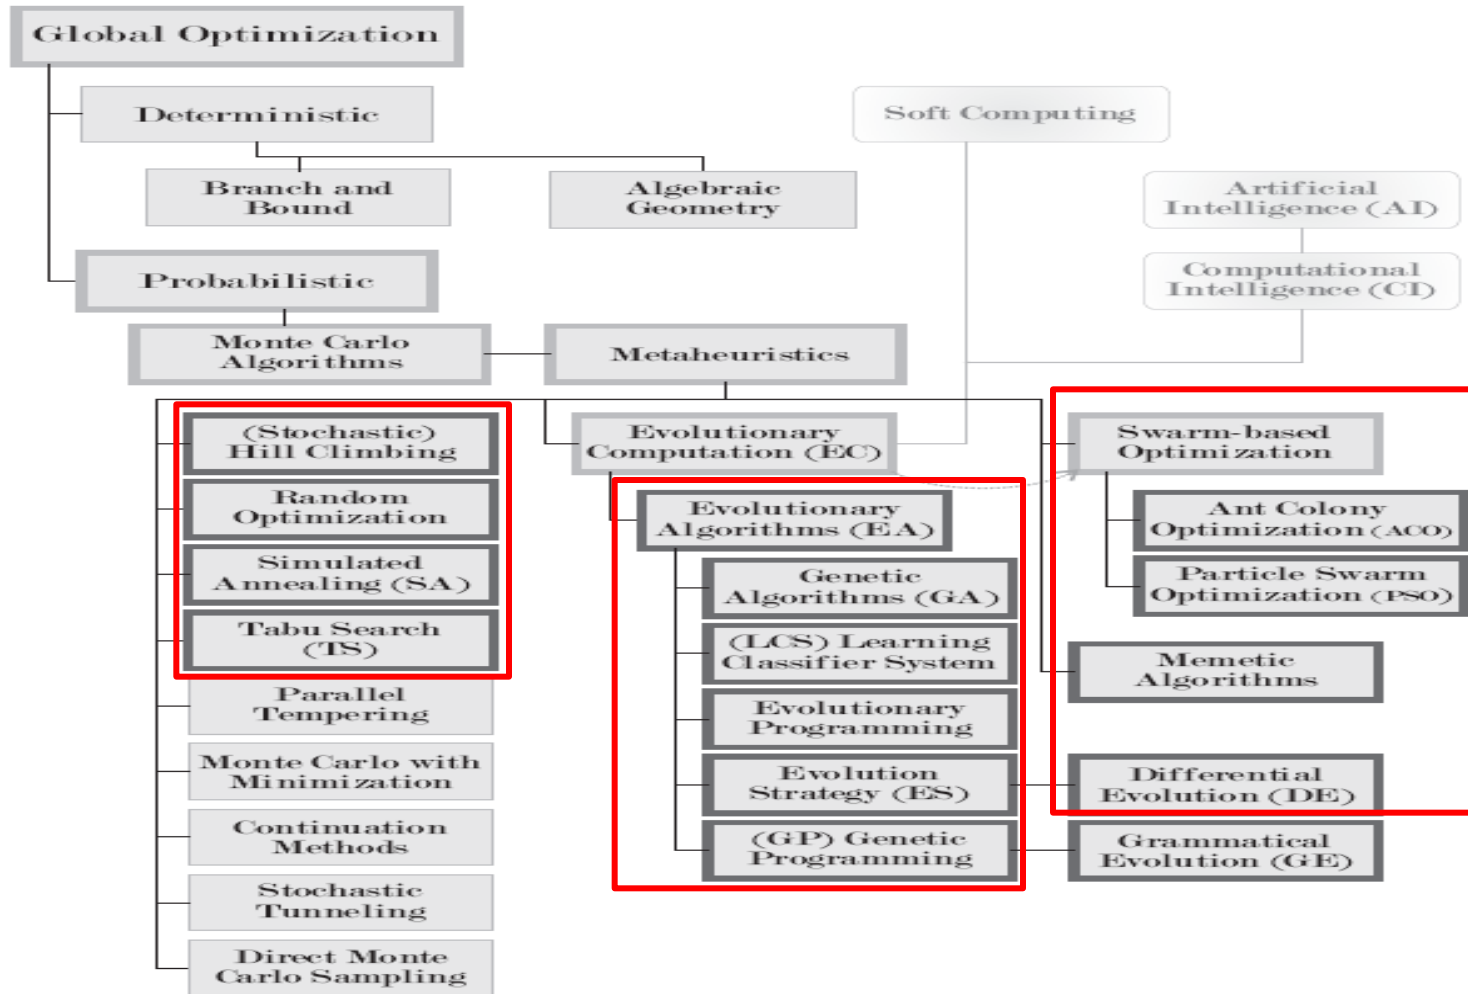 Global Optimization
Deterministic
Soft Computing
Branch and
Bound
Algebraic
Geometry
Artificial
Intelligence (AI)
Probabilistic
Computational
Intelligence (CI)
Monte Carlo
Algorithms
Metaheuristics
(Stochastic)
Hill Climbing
Random
Optimization
Simulated
Annealing (SA)
Tabu Search
(TS)
Parallel
Tempering
Monte Carlo with
Minimization
Continuation
Methods
Stochastic
Tunneling
Direct Monte
Carlo Sampling
Evolutionary
Computation (EC)
Evolutionary
Algorithms (EA)
Genetic
Algorithms (GA)
(LCS) Learning
Classifier System
Evolutionary
Programming
Evolution
Strategy (ES)
(GP) Genetic
Programming
Swarm-based
Optimization
Ant Colony
Optimization (ACO)
Particle Swarm
Optimization (PSO)
Memetic
Algorithms
Differential
Evolution (DE)
Grammatical
Evolution (GE)